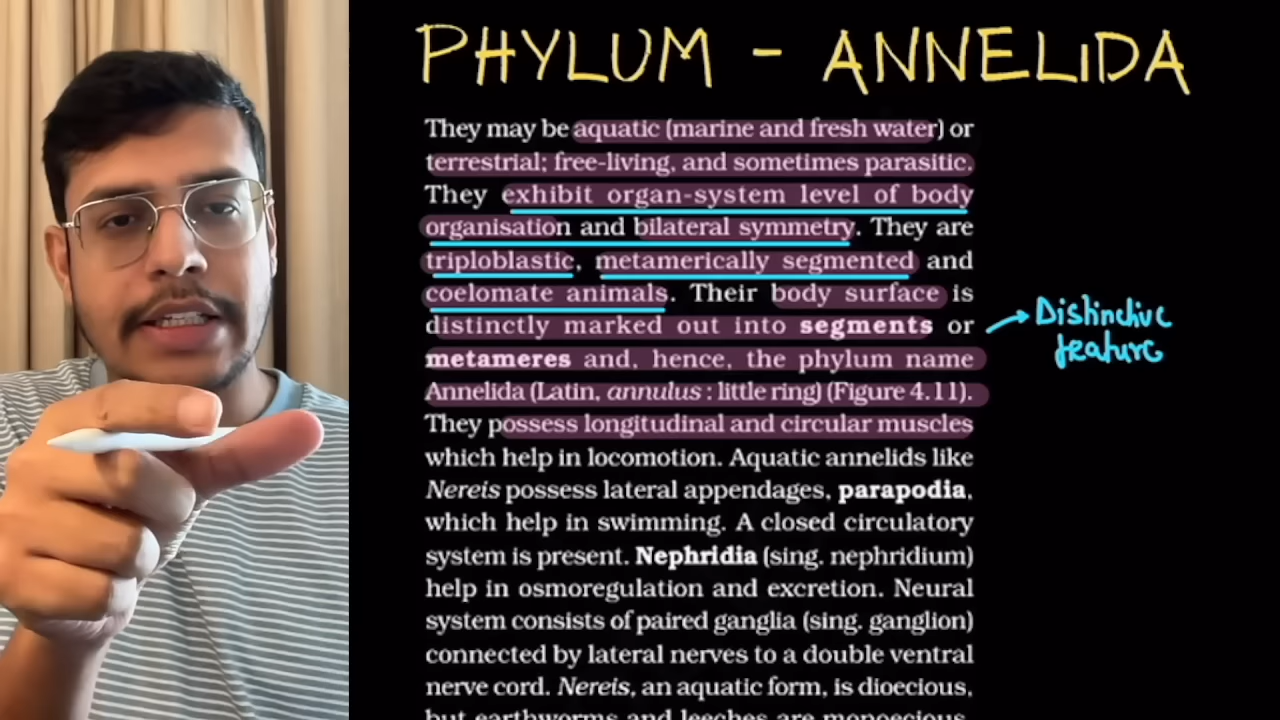 PHYLUM - ANNELIDA
They may be aquatic (marine and fresh water) or
terrestrial; free-living, and sometimes parasitic.
They exhibit organ-system level of body
organisation and bilateral symmetry. They are
triploblastic, metamerically segmented and
coelomate animals. Their body surface is
distinctly marked out into segments or
metameres and, hence, the phylum name
Annelida (Latin, annulus : little ring) (Figure 4.11).
They possess longitudinal and circular muscles
which help in locomotion. Aquatic annelids like
Nereis possess lateral appendages, parapodia,
which help in swimming. A closed circulatory
system is present. Nephridia (sing. nephridium)
help in osmoregulation and excretion. Neural
system consists of paired ganglia (sing. ganglion)
connected by lateral nerves to a double ventral
nerve cord. Nereis, an aquatic form, is dioecious,
but earthworms and leeches are monoecious.
Distinctive
feature